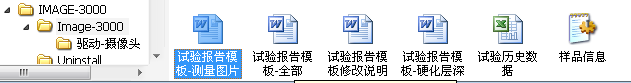 IMAGE-3000
Image-3000
驱动-摄像头
Uninstall
试验报告模
板-测量图片
试验报告模
板-全部
试验报告模
板修改说明
试验报告模
板-硬化层深
试验历史数
据
样品信息